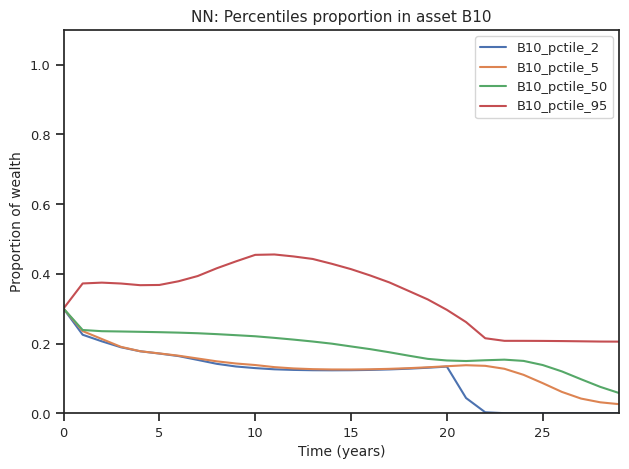 NN: Percentiles proportion in asset B10
B10_pctile_2
B10_pctile_5
B10_pctile_50
B10_pctile_95
Proportion of wealth
1.0
0.8
0.6
0.4
0.2
0.0
0 5 10 15 20 25
Time (years)